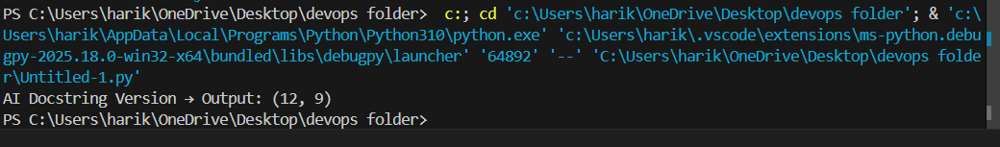 PS C:\Users\harik\OneDrive\Desktop\devops folder>  c:; cd 'c:\Users\harik\OneDrive\Desktop\devops folder'; & 'c:\
Users\harik\AppData\Local\Programs\Python\Python310\python.exe' 'c:\Users\harik\.vscode\extensions\ms-python.debu
gpy-2025.18.0-win32-x64\bundled\libs\debugpy\launcher' '64892' '--' 'C:\Users\harik\OneDrive\Desktop\devops folde
r\Untitled-1.py'
AI Docstring Version → Output: (12, 9)
PS C:\Users\harik\OneDrive\Desktop\devops folder>